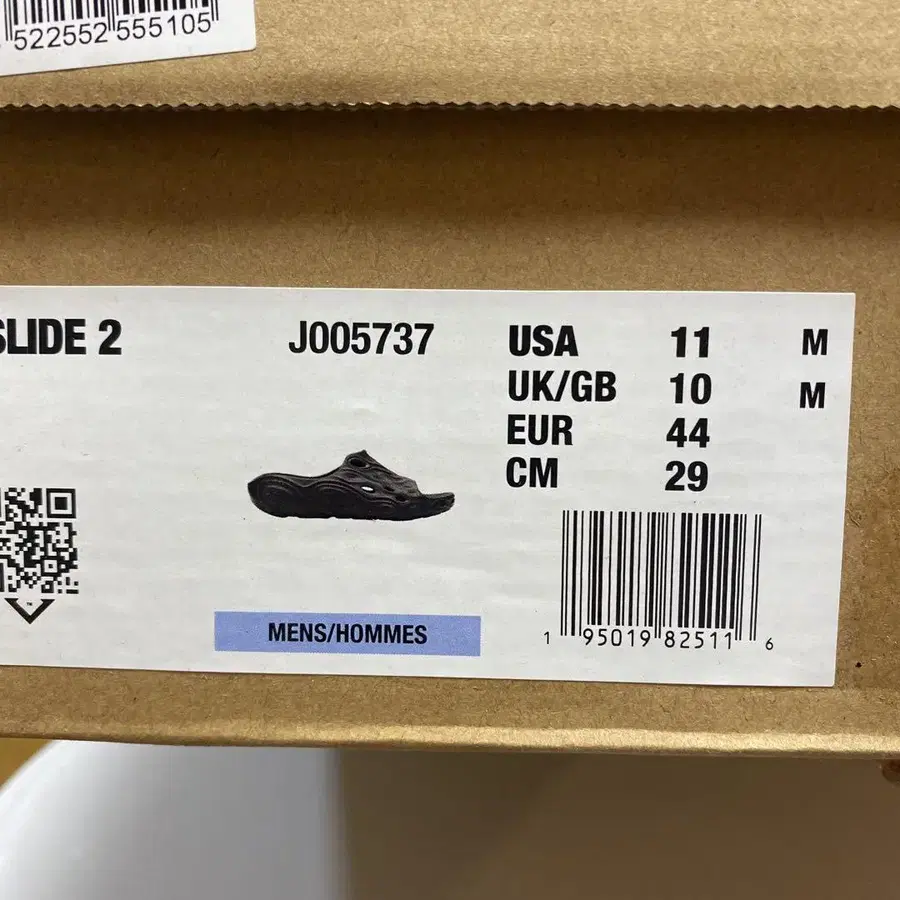 522552 555105
SLIDE 2
J005737
USA 11 M
UK/GB 10 M
EUR 44
CM 29
MENS/HOMMES
1 95019 82511 6